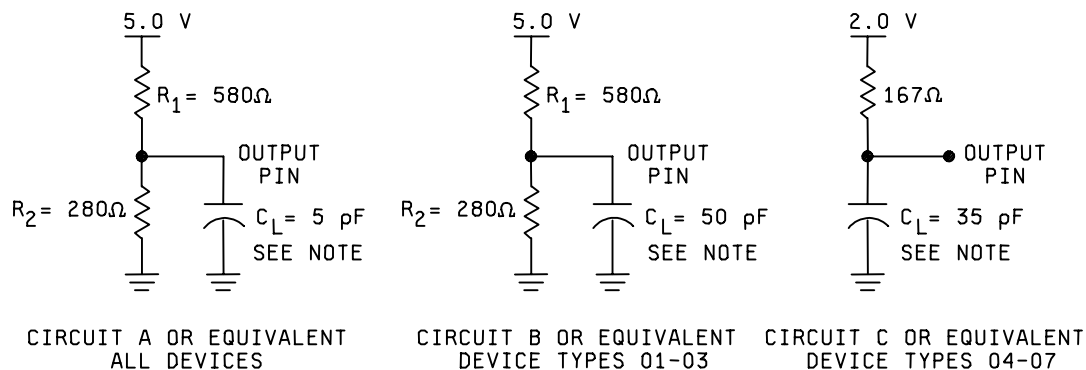 5.0 V
R1= 580Ω
OUTPUT
PIN
R2= 280Ω
CL= 5 pF
SEE NOTE
CIRCUIT A OR EQUIVALENT
ALL DEVICES
5.0 V
R1= 580Ω
OUTPUT
PIN
R2= 280Ω
CL= 50 pF
SEE NOTE
CIRCUIT B OR EQUIVALENT
DEVICE TYPES 01-03
2.0 V
167Ω
OUTPUT
PIN
CL= 35 pF
SEE NOTE
CIRCUIT C OR EQUIVALENT
DEVICE TYPES 04-07